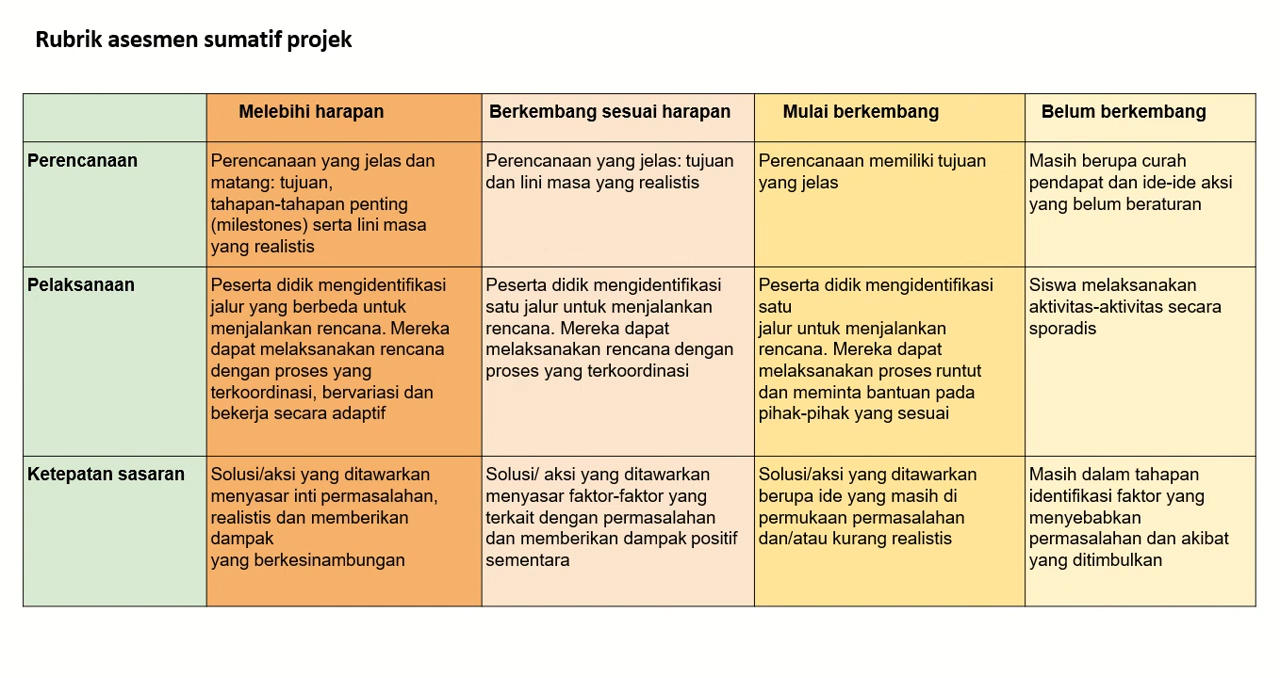 Rubrik asesmen sumatif projek
Melebihi harapan
Berkembang sesuai harapan
Mulai berkembang
Belum berkembang
Perencanaan
Perencanaan yang jelas dan
matang: tujuan,
tahapan-tahapan penting
(milestones) serta lini masa
yang realistis
Perencanaan yang jelas: tujuan
dan lini masa yang realistis
Perencanaan memiliki tujuan
yang jelas
Masih berupa curah
pendapat dan ide-ide aksi
yang belum beraturan
Pelaksanaan
Peserta didik mengidentifikasi
jalur yang berbeda untuk
menjalankan rencana. Mereka
dapat melaksanakan rencana
dengan proses yang
terkoordinasi, bervariasi dan
bekerja secara adaptif
Peserta didik mengidentifikasi
satu jalur untuk menjalankan
rencana. Mereka dapat
melaksanakan rencana dengan
proses yang terkoordinasi
Peserta didik mengidentifikasi
satu
jalur untuk menjalankan
rencana. Mereka dapat
melaksanakan proses runtut
dan meminta bantuan pada
pihak-pihak yang sesuai
Siswa melaksanakan
aktivitas-aktivitas secara
sporadis
Ketepatan sasaran
Solusi/aksi yang ditawarkan
menyasar inti permasalahan,
realistis dan memberikan
dampak
yang berkesinambungan
Solusi/ aksi yang ditawarkan
menyasar faktor-faktor yang
terkait dengan permasalahan
dan memberikan dampak positif
sementara
Solusi/aksi yang ditawarkan
berupa ide yang masih di
permukaan permasalahan
dan/atau kurang realistis
Masih dalam tahapan
identifikasi faktor yang
menyebabkan
permasalahan dan akibat
yang ditimbulkan